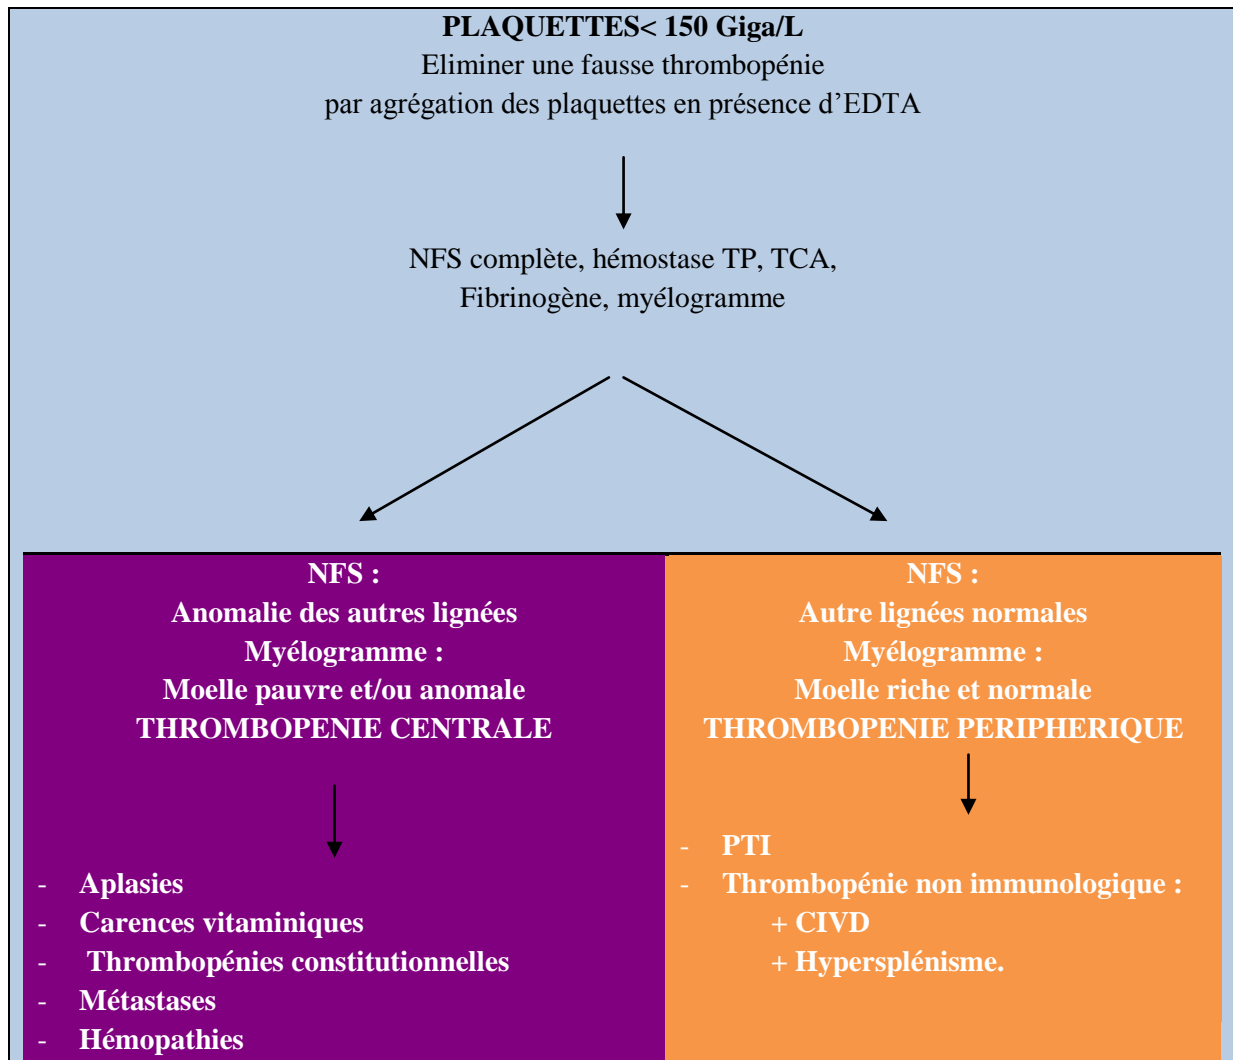 PLAQUETTES< 150 Giga/L
Eliminer une fausse thrombopénie
par agrégation des plaquettes en présence d’EDTA
NFS complète, hémostase TP, TCA,
Fibrinogène, myélogramme
NFS :
Anomalie des autres lignées
Myélogramme :
Moelle pauvre et/ou anomale
THROMBOPENIE CENTRALE
- Aplasies
- Carences vitaminiques
- Thrombopénies constitutionnelles
- Métastases
- Hémopathies
NFS :
Autre lignées normales
Myélogramme :
Moelle riche et normale
THROMBOPENIE PERIPHERIQUE
- PTI
- Thrombopénie non immunologique :
+ CIVD
+ Hypersplénisme.